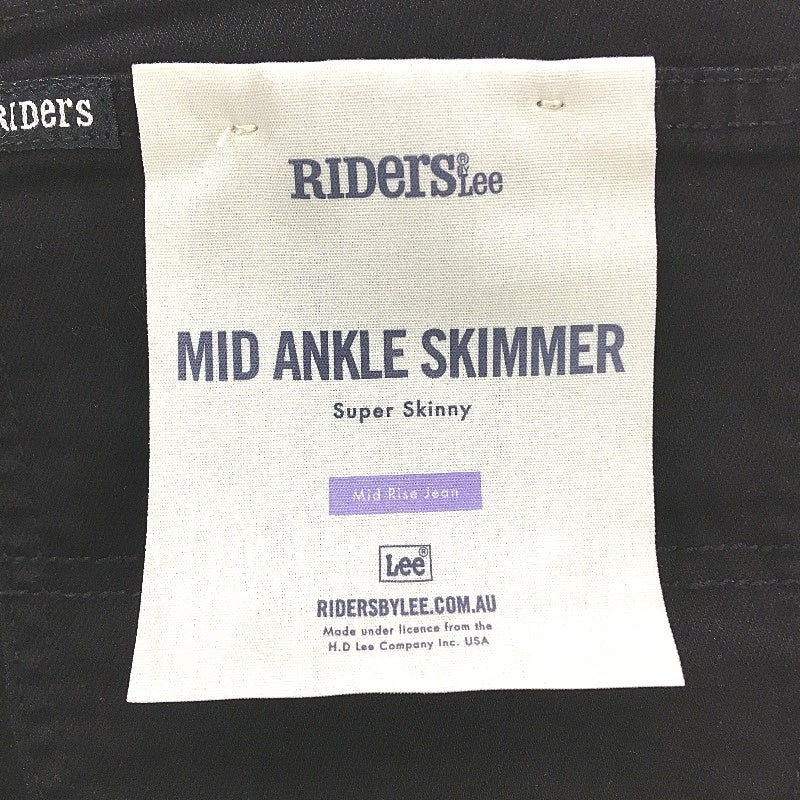 RIDERS
RIDERS® by Lee
MID ANKLE SKIMMER
Super Skinny
Mid Rise Jean
Lee®
RIDERSBYLEE.COM.AU
Made under licence from the
H.D Lee Company Inc. USA